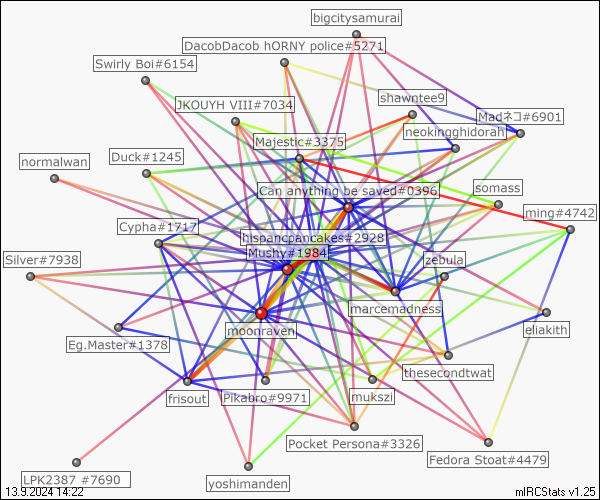 bigcitysamurai
DacobDacob hORNY police#5271
Swirly Boi#6154
shawntee9
JKOUYH VIII#7034
Madネコ#6901
neokingghidorah
Majestic#3375
Duck#1245
normalwan
Can anything be saved#0396
somass
ming#4742
Cypha#1717
hispancpancakes#2928
Mushy#1984
Silver#7938
zebula
marcemadness
moonraven
eliakith
Eg.Master#1378
thesecondtwat
frisout
Pikabro#9971
mukszi
Pocket Persona#3326
Fedora Stoat#4479
LPK2387 #7690
yoshimanden
13.9.2024 14:22
mIRCStats v1.25